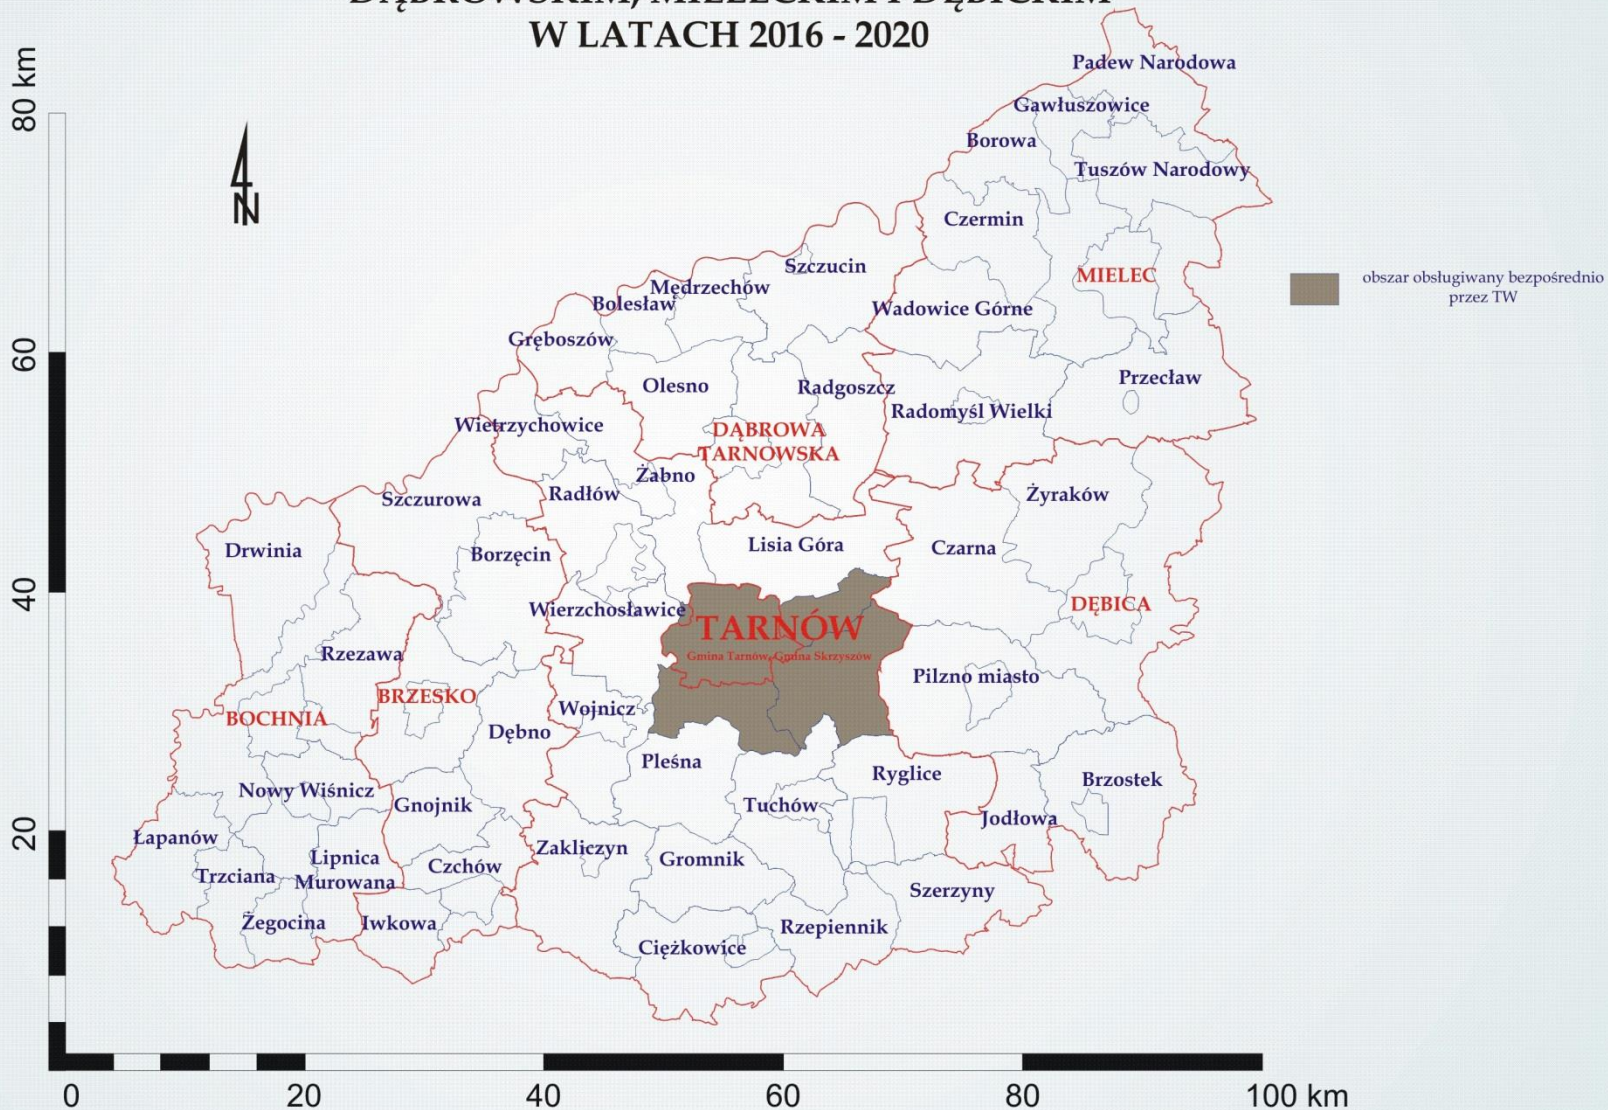 DĄBROWSKIM, MIELECKIM I DĘBICKIM
W LATACH 2016 - 2020
80 km
60
40
20
N
Padew Narodowa
Gawłuszowice
Borowa
Tuszów Narodowy
Czermin
Szczucin
MIELEC
Mędrzechów
Bolesław
Wadowice Górne
Gręboszów
Przecław
Olesno
Radgoszcz
Radomyśl Wielki
Wietrzychowice
DĄBROWA
TARNOWSKA
Żabno
Radłów
Szczurowa
Żyraków
Drwinia
Borzęcin
Lisia Góra
Czarna
Wierzchosławice
DĘBICA
TARNÓW
Gmina Tarnów, Gmina Skrzyszów
Rzezawa
Pilzno miasto
BRZESKO
BOCHNIA
Wojnicz
Dębno
Pleśna
Ryglice
Brzostek
Nowy Wiśnicz
Gnojnik
Tuchów
Jodłowa
Łapanów
Zakliczyn
Gromnik
Lipnica
Murowana
Czchów
Trzciana
Szerzyny
Żegocina
Iwkowa
Rzepiennik
Ciężkowice
obszar obsługiwany bezpośrednio
przez TW
0 20 40 60 80 100 km